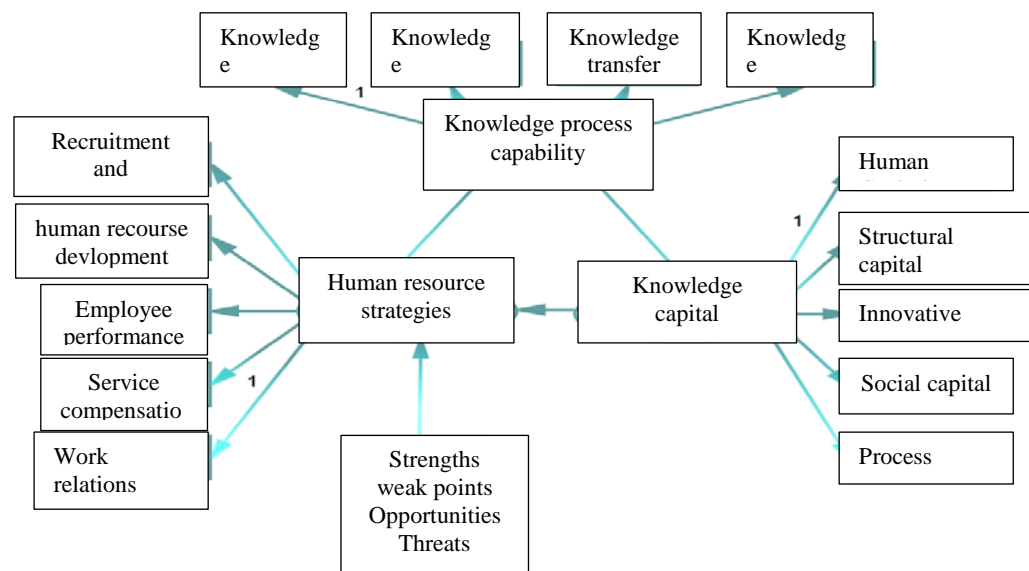 Knowledg
e
Knowledg
e
Knowledge
transfer
Knowledg
e
1
Knowledge process
capability
Recruitment
and
human recourse
devlopment
Employee
performance
Service
compensatio
Work
relations
1
Human resource
strategies
Knowledge
capital
Strengths
weak points
Opportunities
Threats
1
Human
Structural
capital
Innovative
Social capital
Process